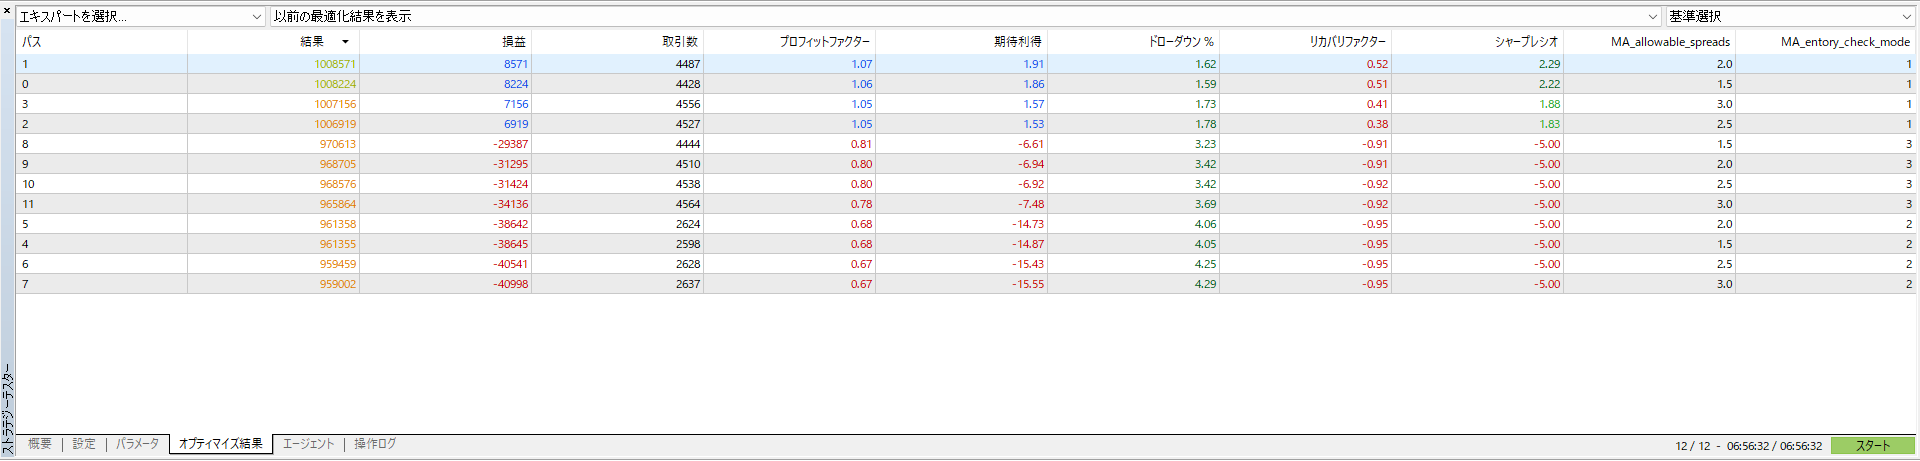 エキスパートを選択... 以前の最適化結果を表示 基準選択
パス 結果 損益 取引数 プロフィットファクター 期待利得 ドローダウン % リカバリファクター シャープレシオ MA_allowable_spreads MA_entory_check_mode
1 1008571 8571 4487 1.07 1.91 1.62 0.52 2.29 2.0 1
0 1008224 8224 4428 1.06 1.86 1.59 0.51 2.22 1.5 1
3 1007156 7156 4556 1.05 1.57 1.73 0.41 1.88 3.0 1
2 1006919 6919 4527 1.05 1.53 1.78 0.38 1.83 2.5 1
8 970613 -29387 4444 0.81 -6.61 3.23 -0.91 -5.00 1.5 3
9 968705 -31295 4510 0.80 -6.94 3.42 -0.91 -5.00 2.0 3
10 968576 -31424 4538 0.80 -6.92 3.42 -0.92 -5.00 2.5 3
11 965864 -34136 4564 0.78 -7.48 3.69 -0.92 -5.00 3.0 3
5 961358 -38642 2624 0.68 -14.73 4.06 -0.95 -5.00 2.0 2
4 961355 -38645 2598 0.68 -14.87 4.05 -0.95 -5.00 1.5 2
6 959459 -40541 2628 0.67 -15.43 4.25 -0.95 -5.00 2.5 2
7 959002 -40998 2637 0.67 -15.55 4.29 -0.95 -5.00 3.0 2
ストラテジーテスター
概要 設定 パラメータ オプティマイズ結果 エージェント 操作ログ 12 / 12 - 06:56:32 / 06:56:32 スタート